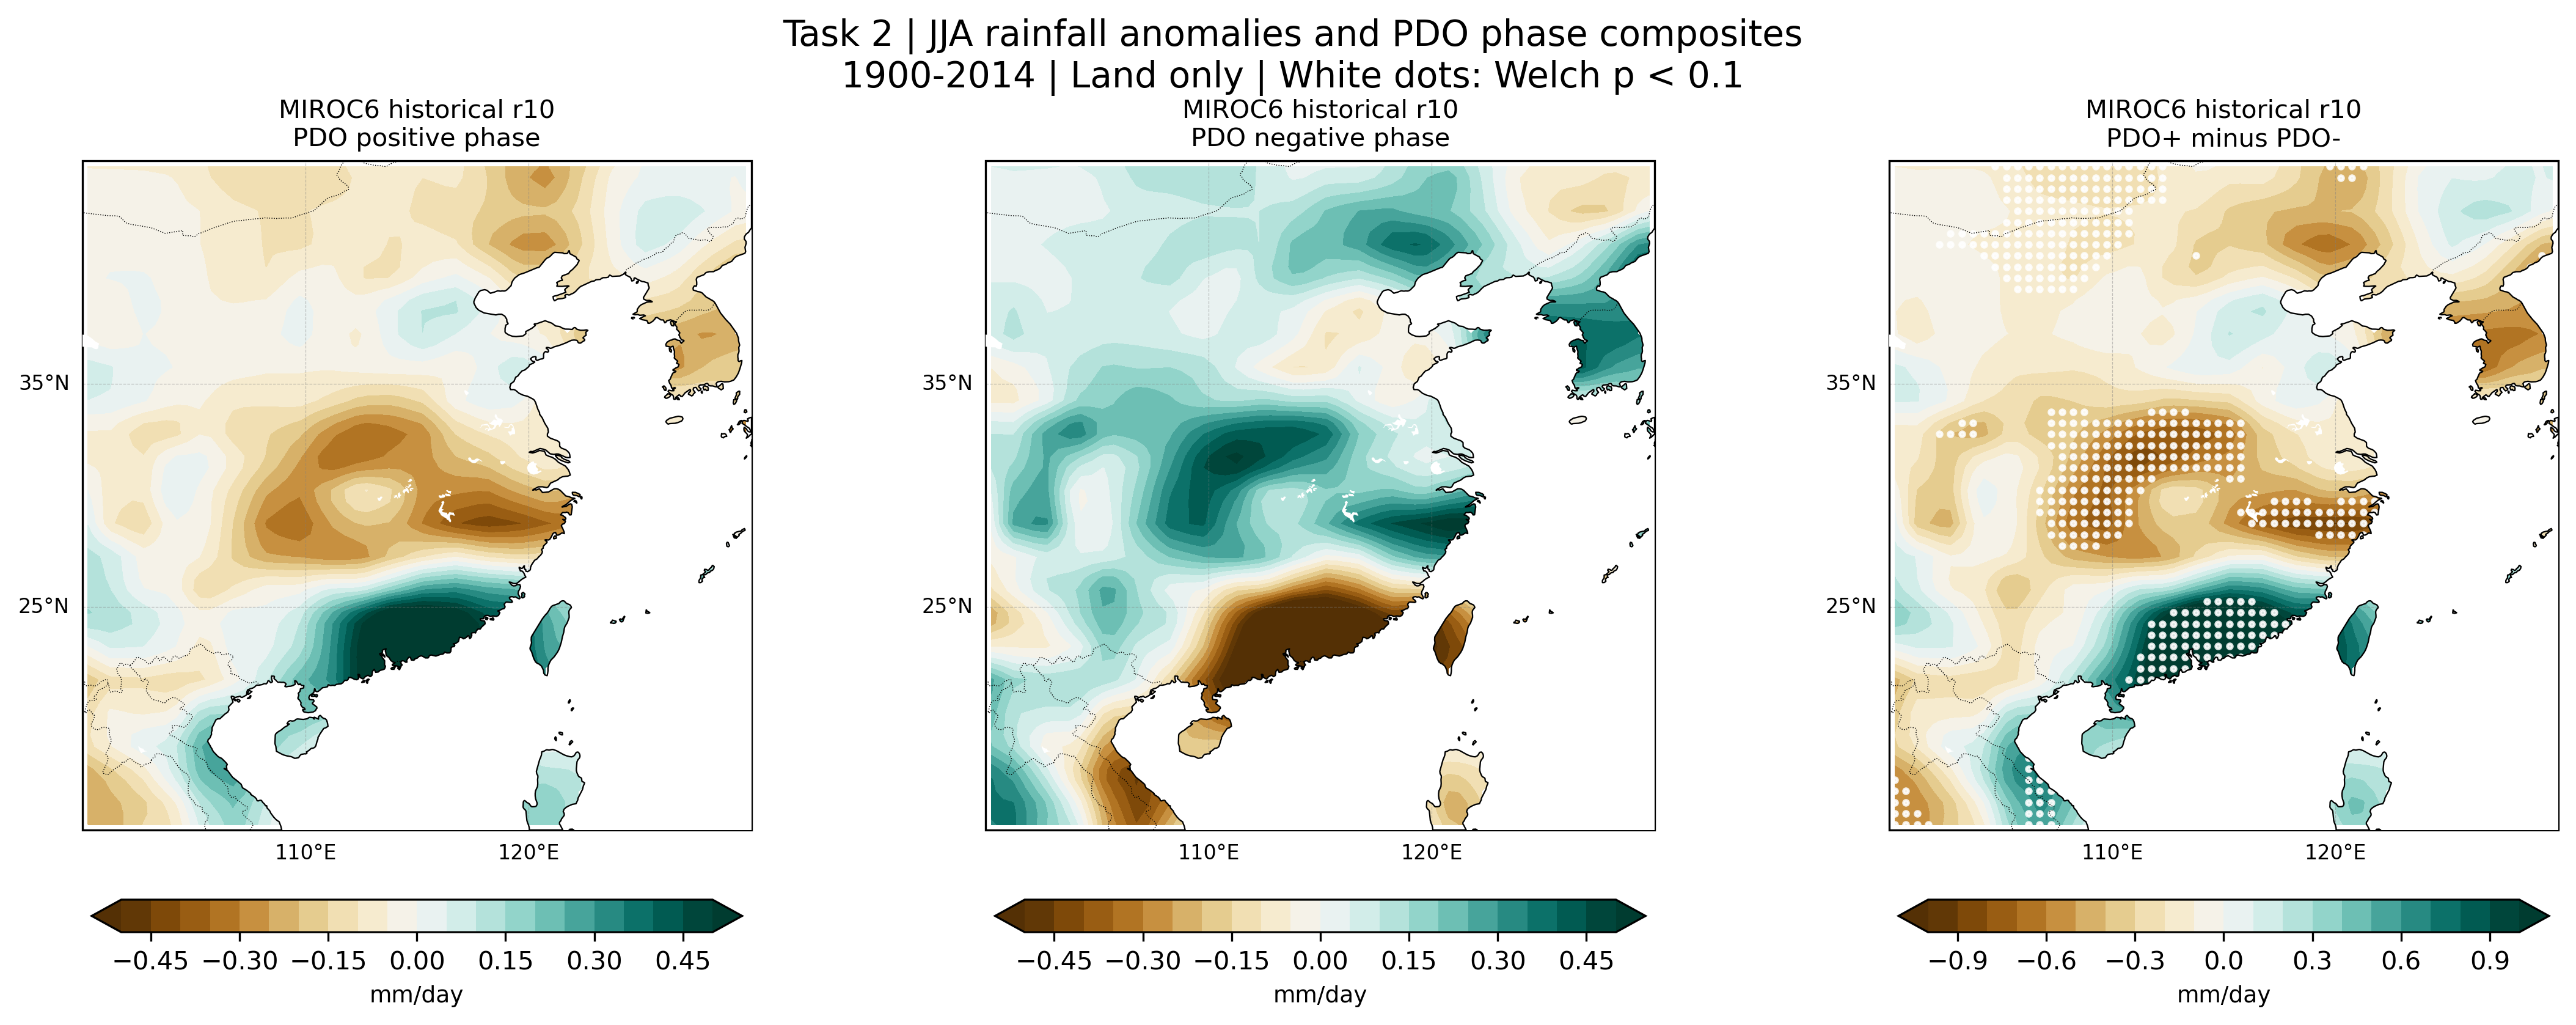 Task 2 | JJA rainfall anomalies and PDO phase composites
1900-2014 | Land only | White dots: Welch p < 0.1
MIROC6 historical r10
PDO positive phase
35°N
25°N
110°E 120°E
−0.45 −0.30 −0.15 0.00 0.15 0.30 0.45
mm/day
MIROC6 historical r10
PDO negative phase
35°N
25°N
110°E 120°E
−0.45 −0.30 −0.15 0.00 0.15 0.30 0.45
mm/day
MIROC6 historical r10
PDO+ minus PDO-
35°N
25°N
110°E 120°E
−0.9 −0.6 −0.3 0.0 0.3 0.6 0.9
mm/day